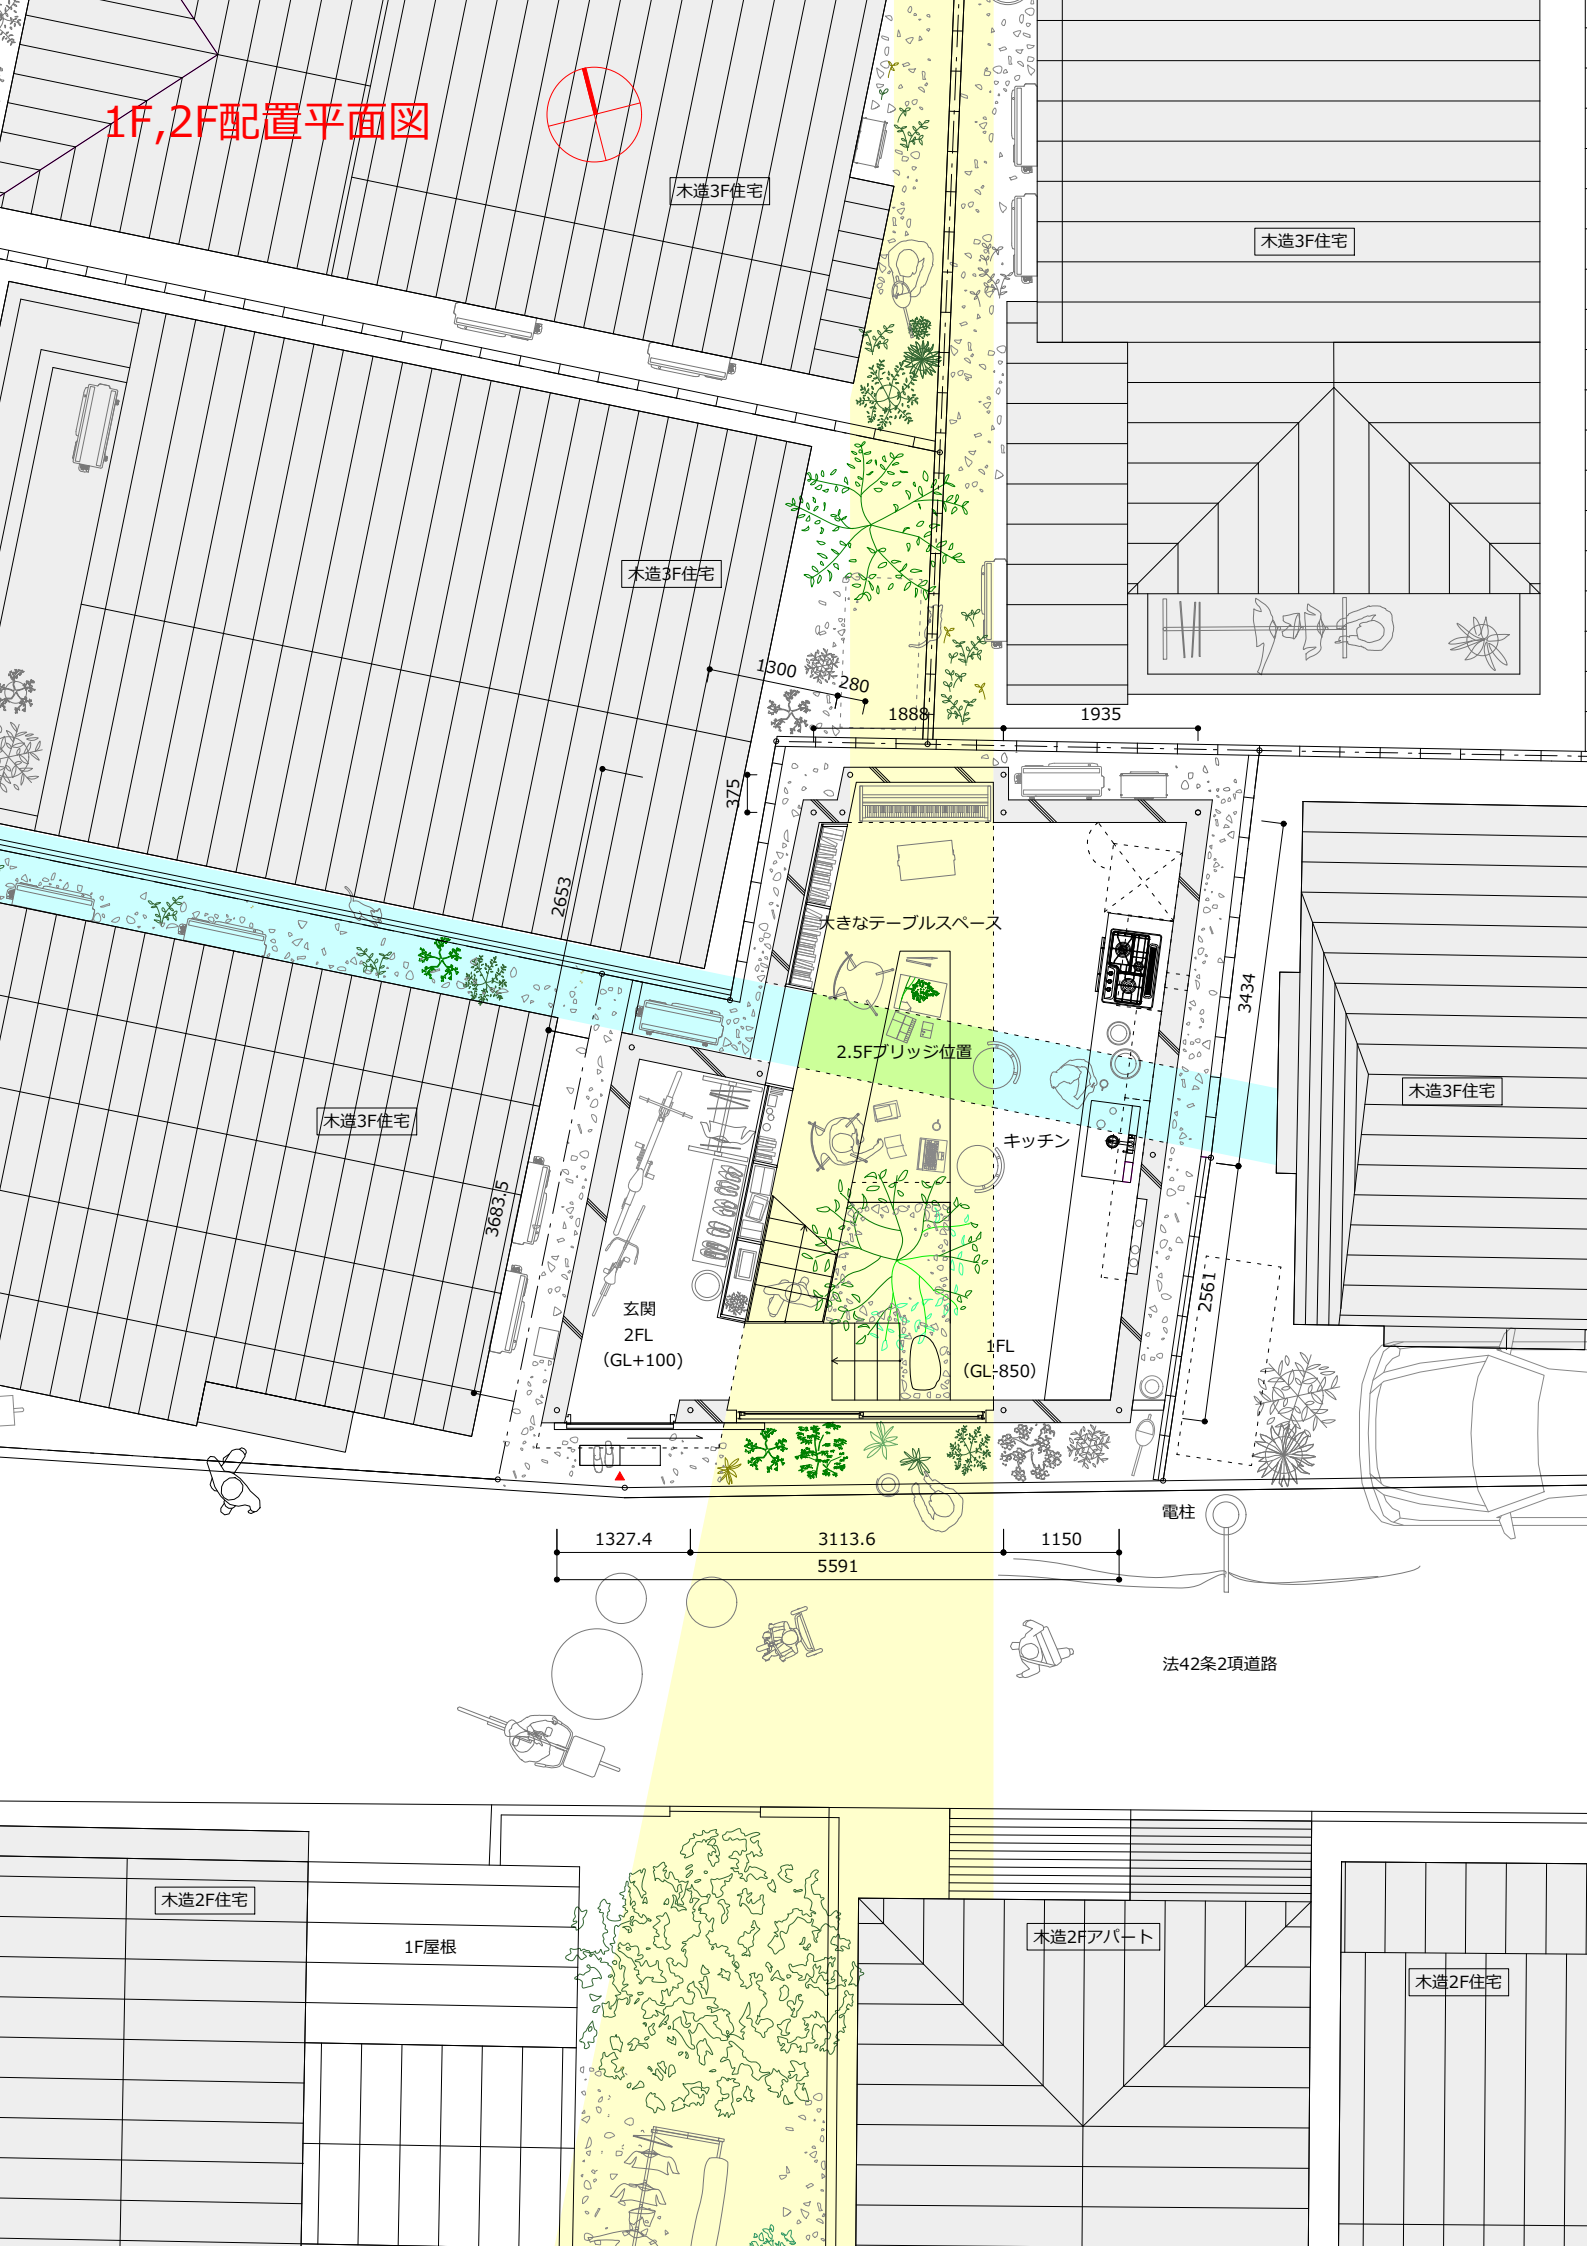 1F,2F配置平面図
木造3F住宅
木造3F住宅
木造3F住宅
1300
280
1888
1935
375
2653
大きなテーブルスペース
3434
2.5Fブリッジ位置
木造3F住宅
木造3F住宅
キッチン
3683.5
2561
玄関
2FL
(GL+100)
1FL
(GL-850)
電柱
1327.4
3113.6
1150
5591
法42条2項道路
木造2F住宅
1F屋根
木造2Fアパート
木造2F住宅